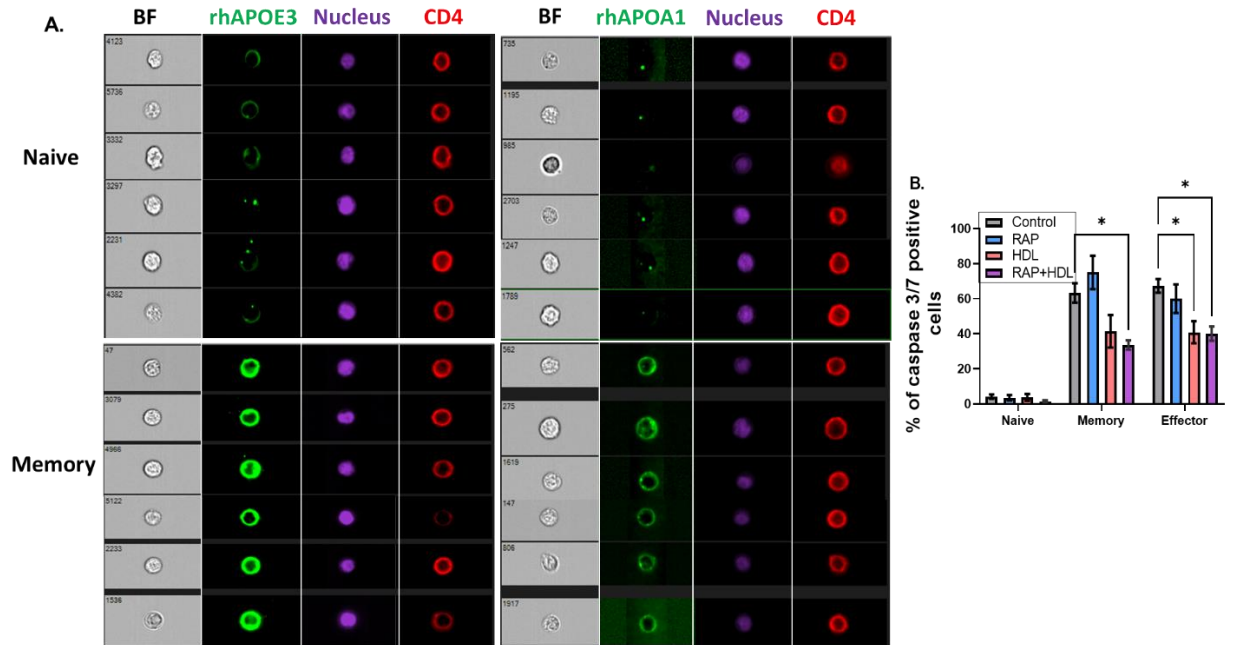 A.
BF rhAPOE3 Nucleus CD4 BF rhAPOA1 Nucleus CD4
Naive
4123
5736
3332
3297
2231
4382
735
1195
985
2703
1247
1789
Memory
47
3079
4966
5122
2233
1536
562
275
1619
147
806
1917
B.
% of caspase 3/7 positive
cells
Control
RAP
HDL
RAP+HDL
*
*
*
100
80
60
40
20
0
Naive Memory Effector